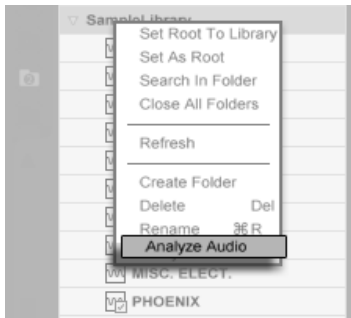 SampleLibrary
Set Root To Library
Set As Root
Search In Folder
Close All Folders
Refresh
Create Folder
Delete Del
Rename ⌘R
Analyze Audio
MISC. ELECT.
PHOENIX